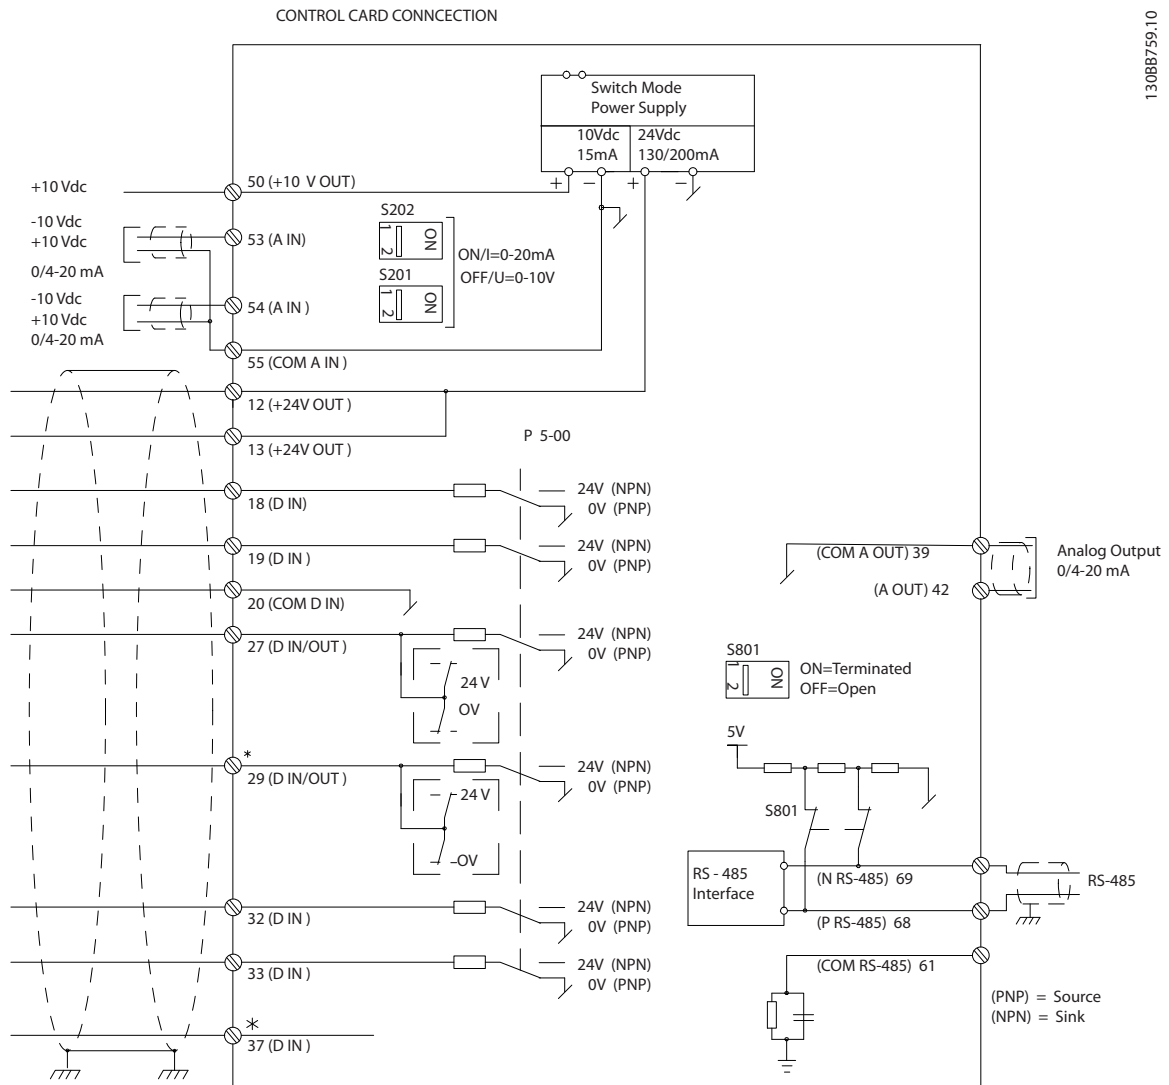 CONTROL CARD CONNCECTION
130BB759.10
Switch Mode
Power Supply
10Vdc
15mA
24Vdc
130/200mA
+ - + -
+10 Vdc
50 (+10 V OUT)
-10 Vdc
+10 Vdc
0/4-20 mA
53 (A IN)
S202
1
2
ON
ON/I=0-20mA
OFF/U=0-10V
S201
1
2
ON
-10 Vdc
+10 Vdc
0/4-20 mA
54 (A IN )
55 (COM A IN )
12 (+24V OUT )
13 (+24V OUT )
P 5-00
18 (D IN)
24V (NPN)
0V (PNP)
19 (D IN )
24V (NPN)
0V (PNP)
20 (COM D IN)
27 (D IN/OUT )
24V (NPN)
0V (PNP)
24 V
OV
*
29 (D IN/OUT )
24V (NPN)
0V (PNP)
24 V
OV
32 (D IN )
24V (NPN)
0V (PNP)
33 (D IN )
24V (NPN)
0V (PNP)
*
37 (D IN )
(COM A OUT) 39
(A OUT) 42
Analog Output
0/4-20 mA
S801
1
2
ON
ON=Terminated
OFF=Open
5V
S801
RS - 485
Interface
(N RS-485) 69
(P RS-485) 68
RS-485
(COM RS-485) 61
(PNP) = Source
(NPN) = Sink